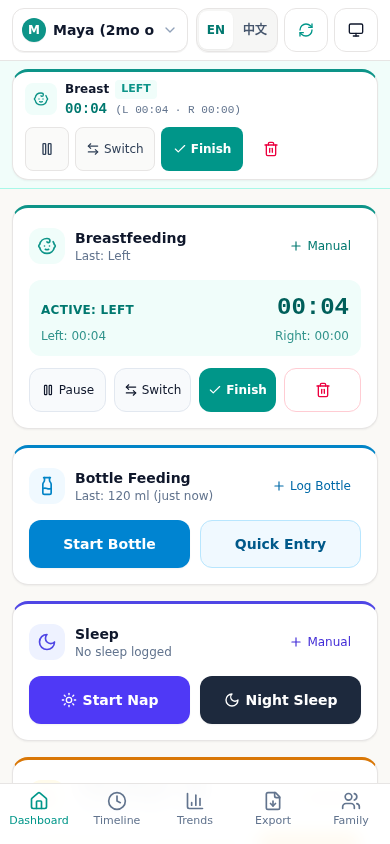 M Maya (2mo o
EN 中文
Breast LEFT
00:04 (L 00:04 · R 00:00)
Switch Finish
Breastfeeding
Last: Left
Manual
ACTIVE: LEFT 00:04
Left: 00:04 Right: 00:00
Pause Switch Finish
Bottle Feeding
Last: 120 ml (just now)
Log Bottle
Start Bottle Quick Entry
Sleep
No sleep logged
Manual
Start Nap Night Sleep
Dashboard Timeline Trends Export Family